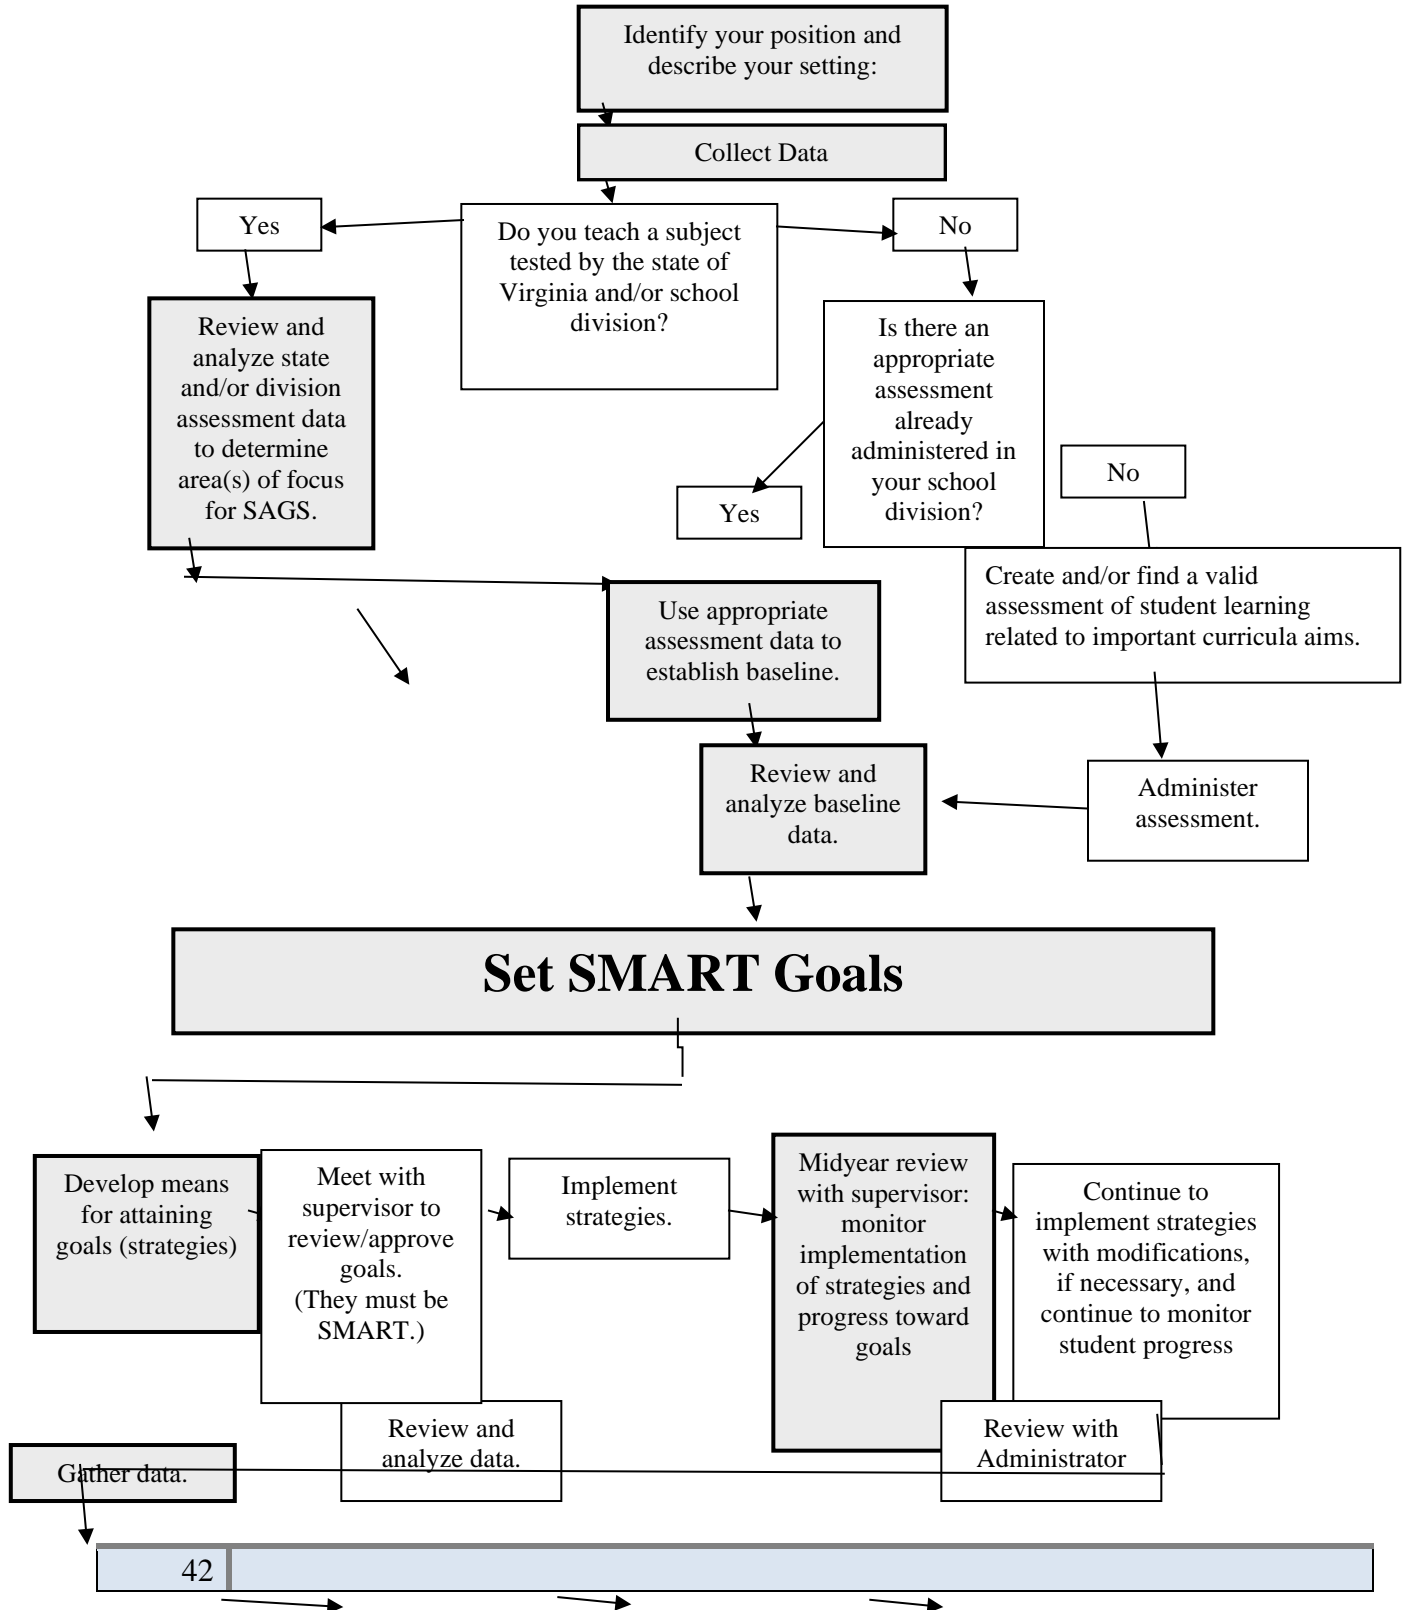 Identify your position and
describe your setting:
Collect Data
Yes
Do you teach a subject
tested by the state of
Virginia and/or school
division?
No
Review and
analyze state
and/or division
assessment data
to determine
area(s) of focus
for SAGS.
Is there an
appropriate
assessment
already
administered in
your school
division?
Yes
No
Create and/or find a valid
assessment of student learning
related to important curricula aims.
Use appropriate
assessment data to
establish baseline.
Review and
analyze baseline
data.
Administer
assessment.
Set SMART Goals
Develop means
for attaining
goals (strategies)
Meet with
supervisor to
review/approve
goals.
(They must be
SMART.)
Implement
strategies.
Midyear review
with supervisor:
monitor
implementation
of strategies and
progress toward
goals
Continue to
implement strategies
with modifications,
if necessary, and
continue to monitor
student progress
Gather data.
Review and
analyze data.
Review with
Administrator
42